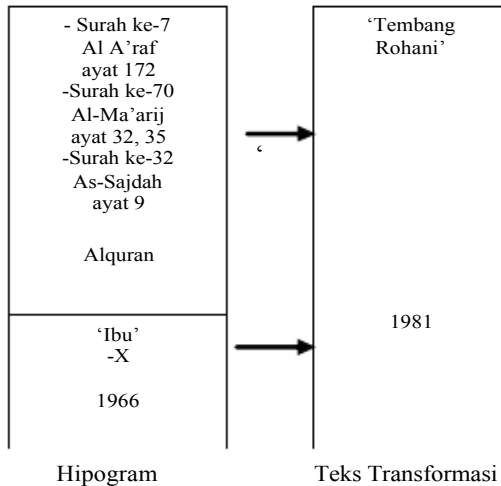 - Surah ke-7
Al A’raf
ayat 172
-Surah ke-70
Al-Ma’arij
ayat 32, 35
-Surah ke-32
As-Sajdah
ayat 9
Alquran
‘Ibu’
-X
1966
Hipogram
‘
‘Tembang
Rohani’
1981
Teks Transformasi